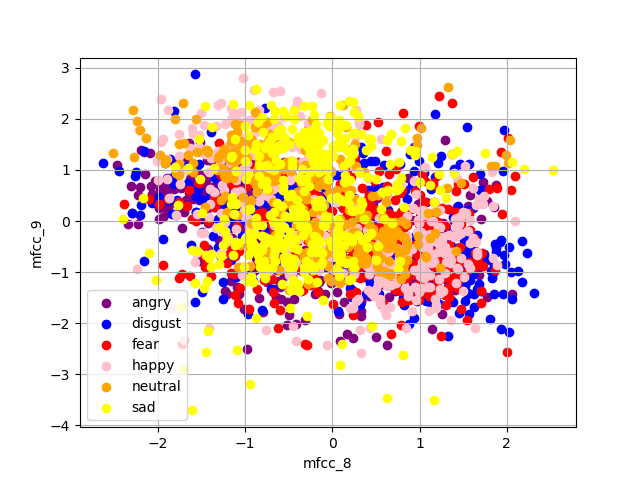 3
2
1
0
−1
−2
−3
−4
mfcc_9
angry
disgust
fear
happy
neutral
sad
−2
−1
0
1
2
mfcc_8